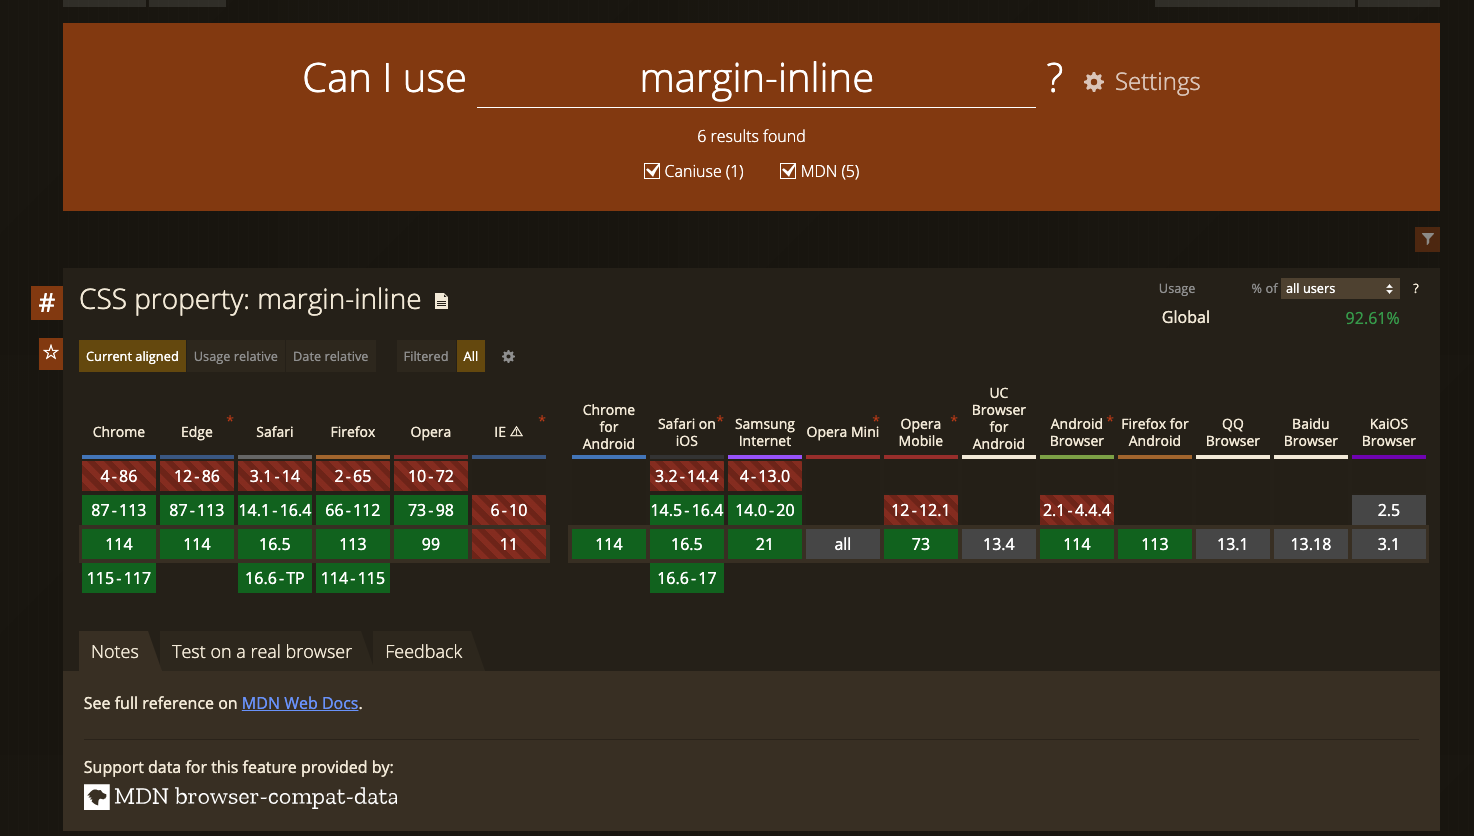 Can I use margin-inline ? Settings
6 results found
Caniuse (1) MDN (5)
# CSS property: margin-inline
Usage % of all users ?
Global 92.61%
Current aligned Usage relative Date relative Filtered All
Chrome Edge * Safari Firefox Opera IE ⚠ *
4-86 12-86 3.1-14 2-65 10-72
87-113 87-113 14.1-16.4 66-112 73-98 6-10
114 114 16.5 113 99 11
115-117 16.6-TP 114-115
Chrome for Android Safari on iOS * Samsung Internet Opera Mini * Opera Mobile * UC Browser for Android Android Browser * Firefox for Android QQ Browser Baidu Browser KaiOS Browser
3.2-14.4 4-13.0
14.5-16.4 14.0-20 12-12.1 2.1-4.4.4 2.5
114 16.5 21 all 73 13.4 114 113 13.1 13.18 3.1
16.6-17
Notes Test on a real browser Feedback
See full reference on MDN Web Docs.
Support data for this feature provided by:
MDN browser-compat-data